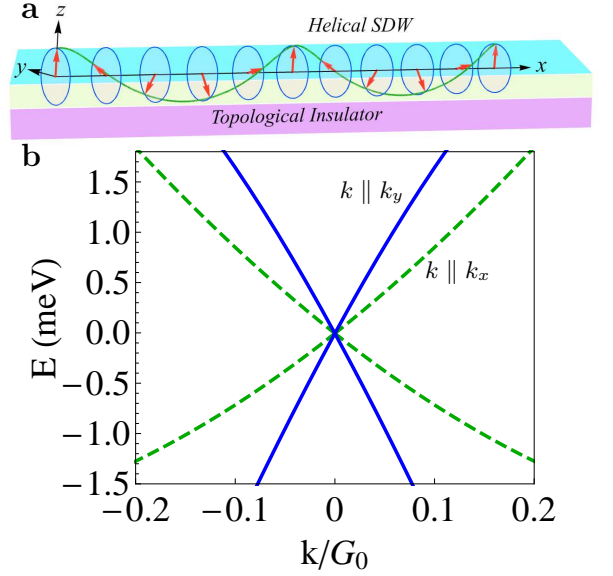 a
z
Helical SDW
y
x
Topological Insulator
b
1.5
1.0
0.5
0.0
−0.5
−1.0
−1.5
E (meV)
k ∥ k_y
k ∥ k_x
−0.2 −0.1 0 0.1 0.2
k/G_0